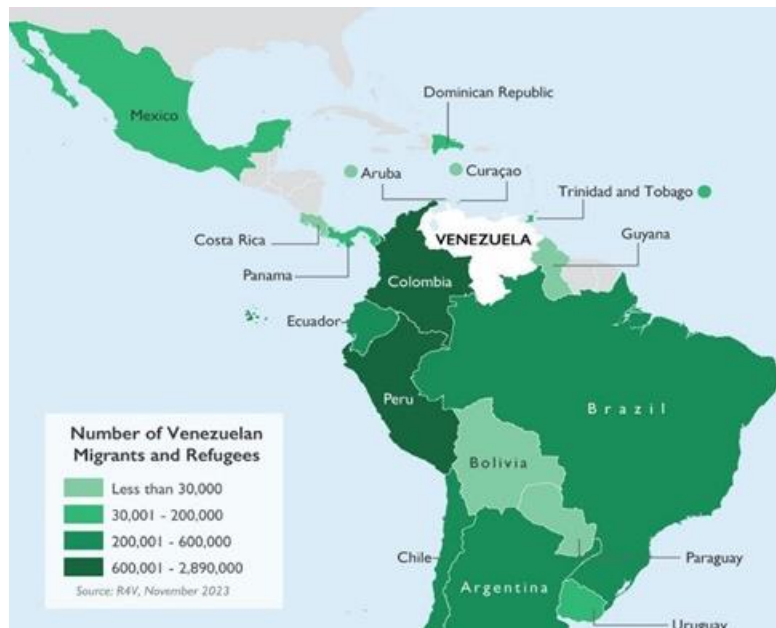 Dominican Republic
Mexico
Aruba
Curaçao
Trinidad and Tobago
Costa Rica
VENEZUELA
Guyana
Panama
Colombia
Ecuador
Peru
Brazil
Number of Venezuelan
Migrants and Refugees
Less than 30,000
30,001 - 200,000
200,001 - 600,000
600,001 - 2,890,000
Source: R4V, November 2023
Bolivia
Chile
Paraguay
Argentina
Uruguay